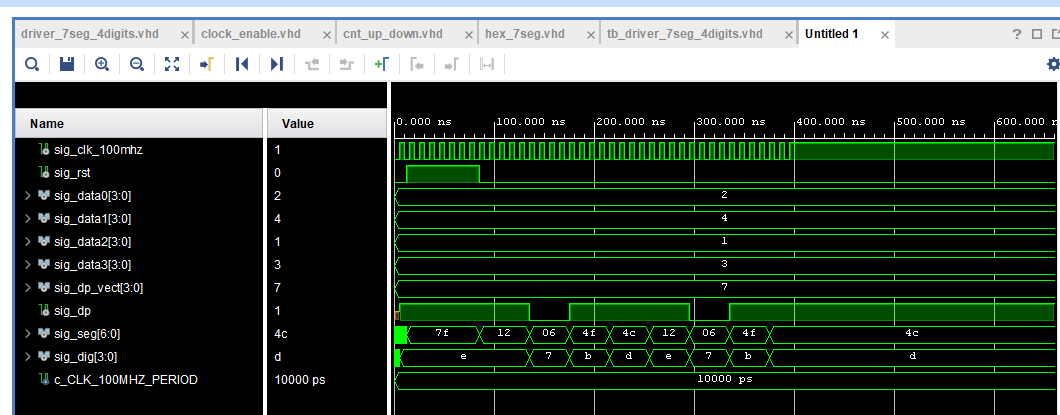 driver_7seg_4digits.vhd × clock_enable.vhd × cnt_up_down.vhd × hex_7seg.vhd × tb_driver_7seg_4digits.vhd × Untitled 1 × ?
Name Value
0.000 ns 100.000 ns 200.000 ns 300.000 ns 400.000 ns 500.000 ns 600.000 n
sig_clk_100mhz 1
sig_rst 0
sig_data0[3:0] 2 2
sig_data1[3:0] 4 4
sig_data2[3:0] 1 1
sig_data3[3:0] 3 3
sig_dp_vect[3:0] 7 7
sig_dp 1
sig_seg[6:0] 4c 7f 12 06 4f 4c 12 06 4f 4c
sig_dig[3:0] d e 7 b d e 7 b d
c_CLK_100MHZ_PERIOD 10000 ps 10000 ps